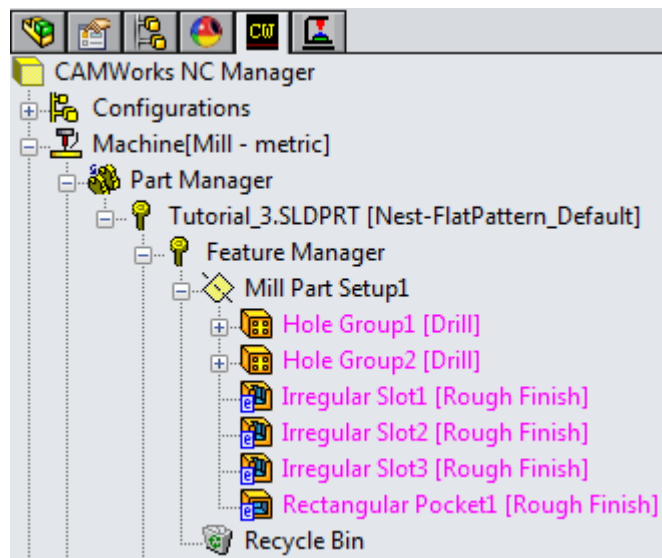 CW
CAMWorks NC Manager
Configurations
Machine[Mill - metric]
Part Manager
Tutorial_3.SLDPRT [Nest-FlatPattern_Default]
Feature Manager
Mill Part Setup1
Hole Group1 [Drill]
Hole Group2 [Drill]
Irregular Slot1 [Rough Finish]
Irregular Slot2 [Rough Finish]
Irregular Slot3 [Rough Finish]
Rectangular Pocket1 [Rough Finish]
Recycle Bin